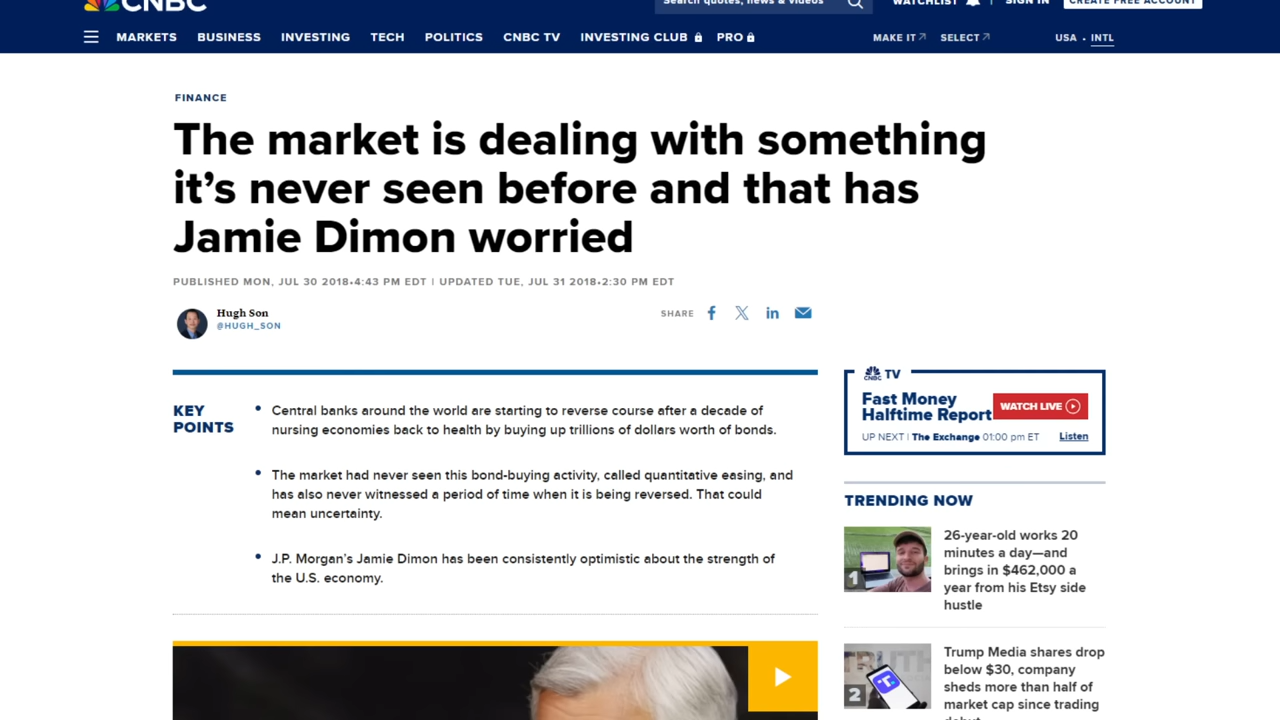 CNBC
Search quotes, news & videos
WATCHLIST
SIGN IN
CREATE FREE ACCOUNT
MARKETS BUSINESS INVESTING TECH POLITICS CNBC TV INVESTING CLUB PRO MAKE IT SELECT USA • INTL
FINANCE
The market is dealing with something
it’s never seen before and that has
Jamie Dimon worried
PUBLISHED MON, JUL 30 2018•4:43 PM EDT | UPDATED TUE, JUL 31 2018•2:30 PM EDT
Hugh Son
@HUGH_SON
SHARE
KEY
POINTS
Central banks around the world are starting to reverse course after a decade of
nursing economies back to health by buying up trillions of dollars worth of bonds.
The market had never seen this bond-buying activity, called quantitative easing, and
has also never witnessed a period of time when it is being reversed. That could
mean uncertainty.
J.P. Morgan’s Jamie Dimon has been consistently optimistic about the strength of
the U.S. economy.
CNBC TV
Fast Money
Halftime Report
WATCH LIVE
UP NEXT | The Exchange 01:00 pm ET
Listen
TRENDING NOW
1
26-year-old works 20
minutes a day—and
brings in $462,000 a
year from his Etsy side
hustle
2
Trump Media shares drop
below $30, company
sheds more than half of
market cap since trading
debut